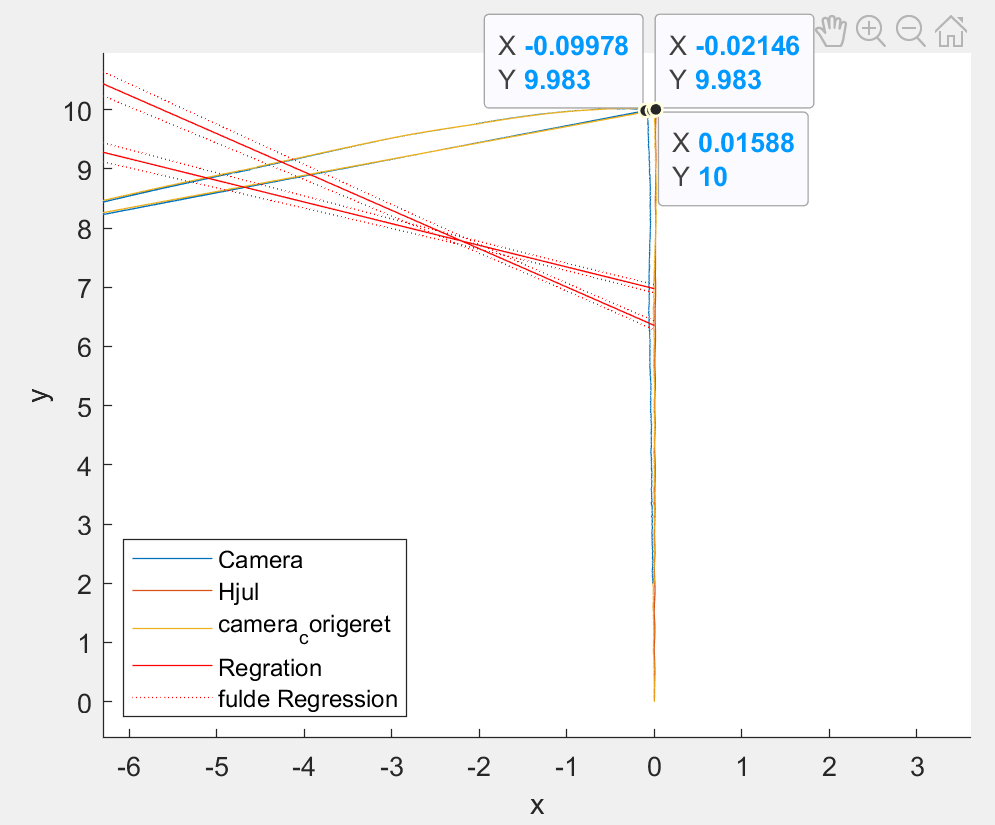 X -0.09978
Y 9.983
X -0.02146
Y 9.983
X 0.01588
Y 10
10
9
8
7
6
5
4
3
2
1
0
y
Camera
Hjul
camera_corigeret
Regration
fulde Regression
-6 -5 -4 -3 -2 -1 0 1 2 3
x